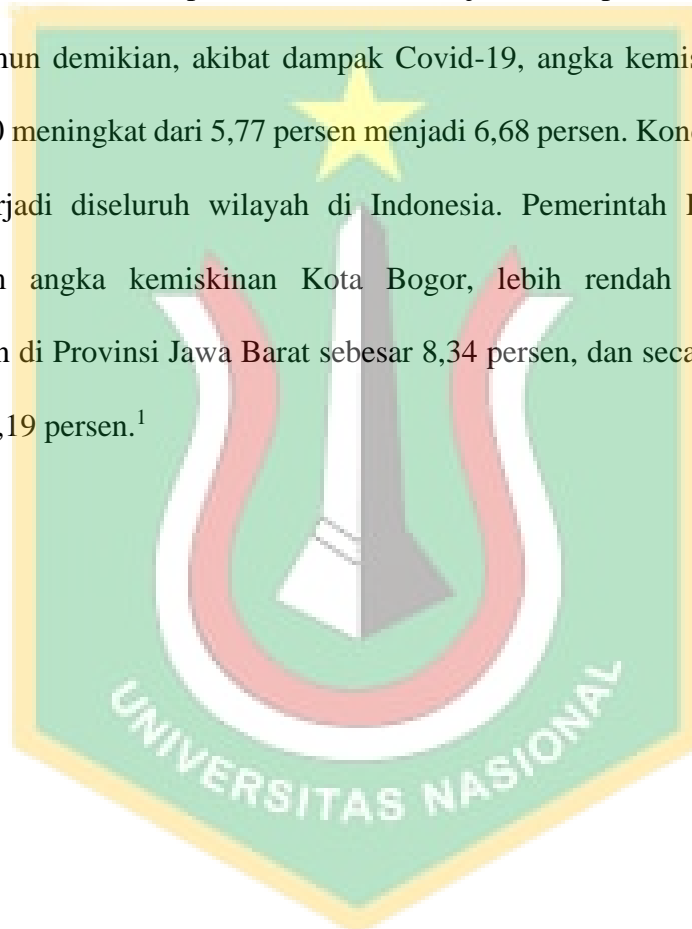 nun demikian, akibat dampak Covid-19, angka kemis
0 meningkat dari 5,77 persen menjadi 6,68 persen. Kon
rjadi diseluruh wilayah di Indonesia. Pemerintah
n angka kemiskinan Kota Bogor, lebih rendah
n di Provinsi Jawa Barat sebesar 8,34 persen, dan seca
,19 persen.¹
UNIVERSITAS NASIONAL